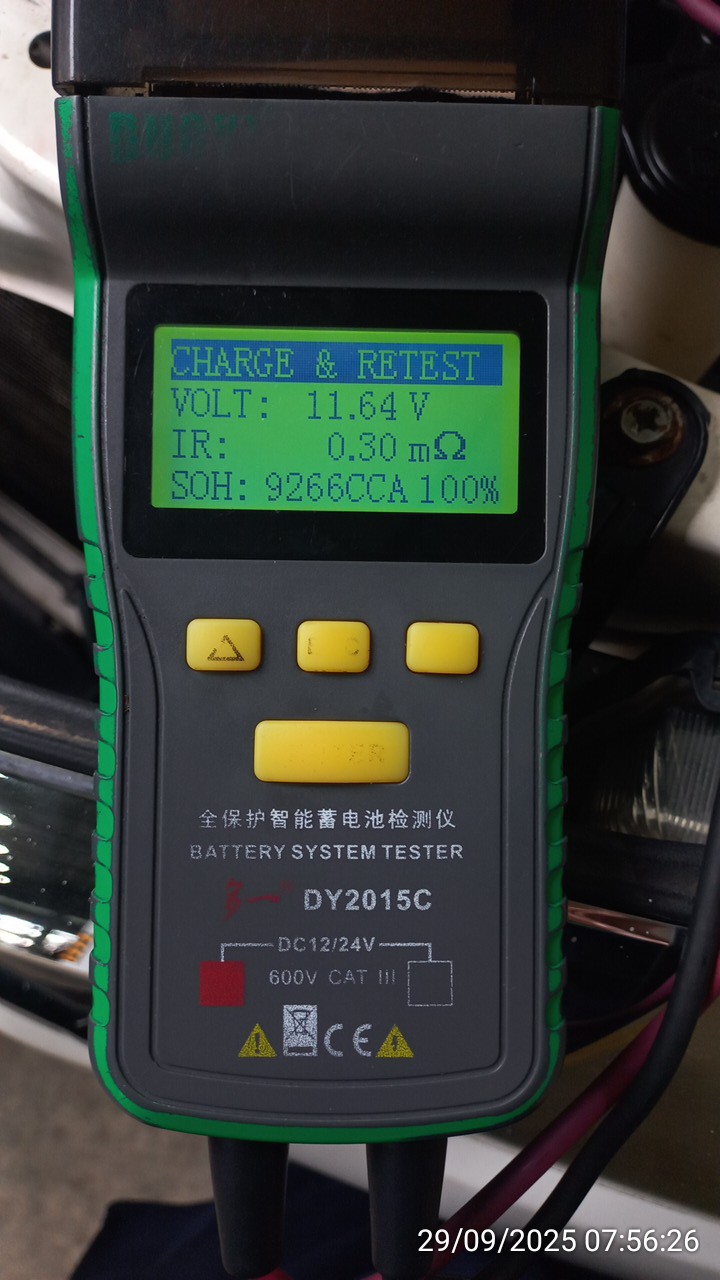 CHARGE & RETEST
VOLT: 11.64 V
IR: 0.30 mΩ
SOH: 9266CCA 100%
全保护智能蓄电池检测仪
BATTERY SYSTEM TESTER
DY2015C
DC12/24V
600V CAT III
CE
29/09/2025 07:56:26